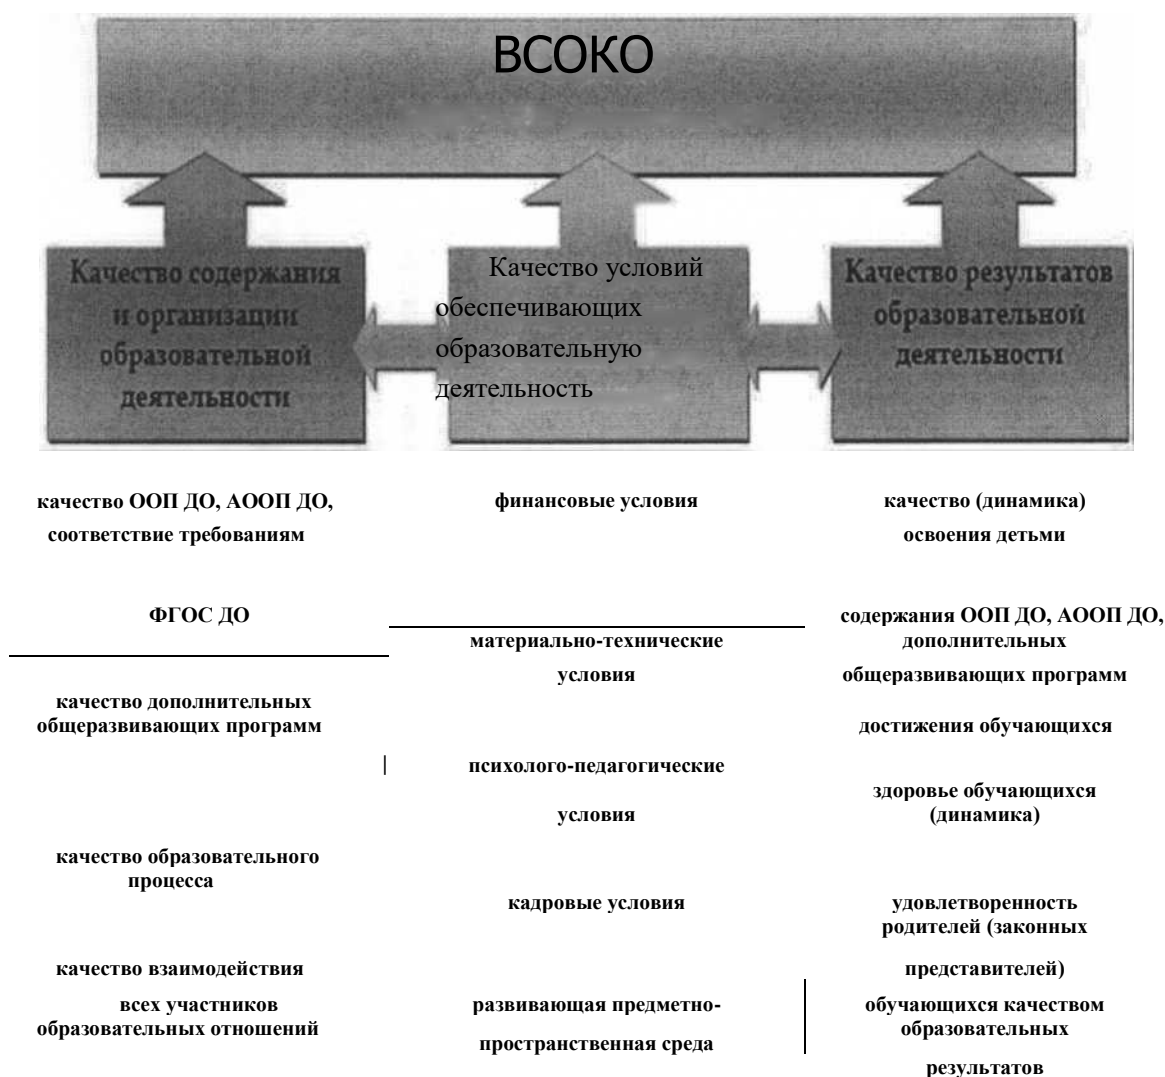 ВСОКО
Качество содержания
и организации
образовательной
деятельности
Качество условий
обеспечивающих
образовательную
деятельность
Качество результатов
образовательной
деятельности
качество ООП ДО, АООП ДО,
соответствие требованиям
ФГОС ДО
качество дополнительных
общеразвивающих программ
качество образовательного
процесса
качество взаимодействия
всех участников
образовательных отношений
финансовые условия
материально-технические
условия
психолого-педагогические
условия
кадровые условия
развивающая предметно-
пространственная среда
качество (динамика)
освоения детьми
содержания ООП ДО, АООП ДО,
дополнительных
общеразвивающих программ
достижения обучающихся
здоровье обучающихся
(динамика)
удовлетворенность
родителей (законных
представителей)
обучающихся качеством
образовательных
результатов